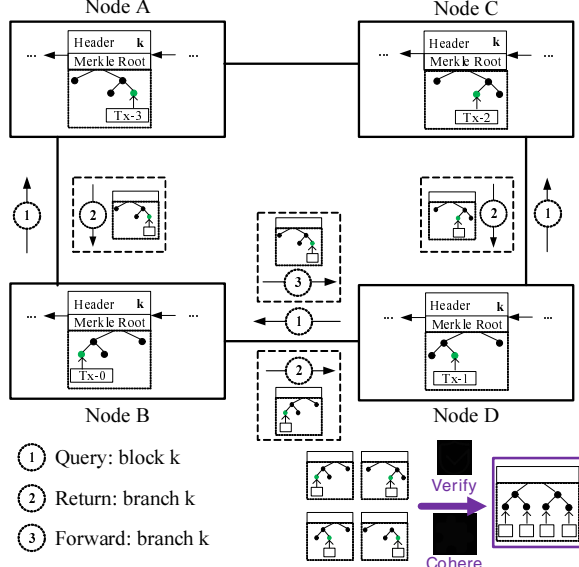 Node A
Node C
Header k
Merkle Root
Tx-3
...
...
Header k
Merkle Root
Tx-2
...
...
1
2
2
1
3
1
2
Header k
Merkle Root
Tx-0
...
...
Header k
Merkle Root
Tx-1
...
...
Node B
Node D
1 Query: block k
2 Return: branch k
3 Forward: branch k
Verify
Cohere